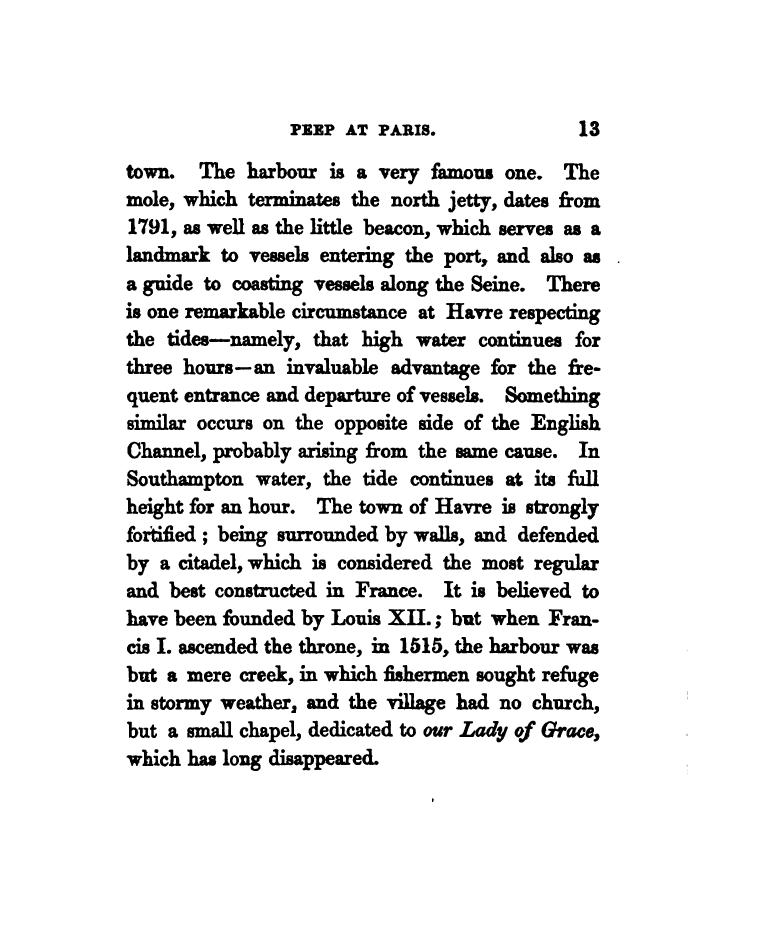 PEEP AT PARIS. 13
town. The harbour is a very famous one. The
mole, which terminates the north jetty, dates from
1791, as well as the little beacon, which serves as a
landmark to vessels entering the port, and also as
a guide to coasting vessels along the Seine. There
is one remarkable circumstance at Havre respecting
the tides—namely, that high water continues for
three hours—an invaluable advantage for the fre-
quent entrance and departure of vessels. Something
similar occurs on the opposite side of the English
Channel, probably arising from the same cause. In
Southampton water, the tide continues at its full
height for an hour. The town of Havre is strongly
fortified ; being surrounded by walls, and defended
by a citadel, which is considered the most regular
and best constructed in France. It is believed to
have been founded by Louis XII. ; but when Fran-
cis I. ascended the throne, in 1515, the harbour was
but a mere creek, in which fishermen sought refuge
in stormy weather, and the village had no church,
but a small chapel, dedicated to our Lady of Grace,
which has long disappeared.